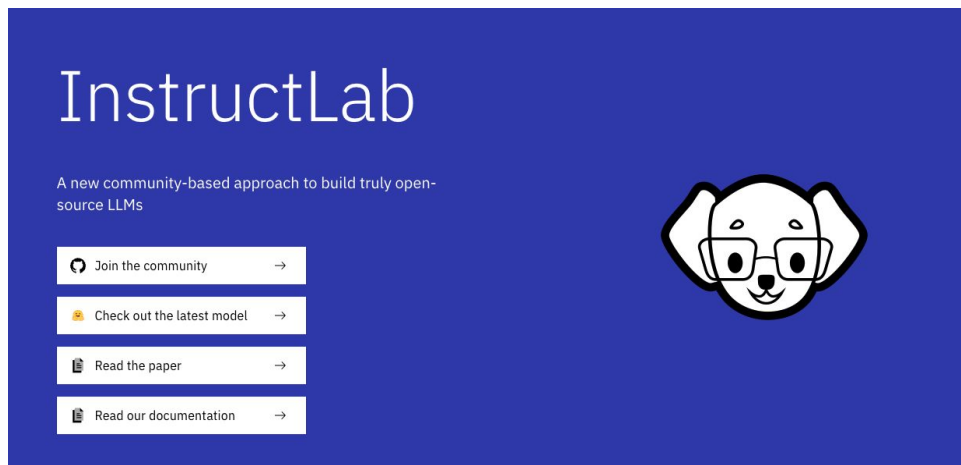 InstructLab
A new community-based approach to build truly open-
source LLMs
Join the community
Check out the latest model
Read the paper
Read our documentation